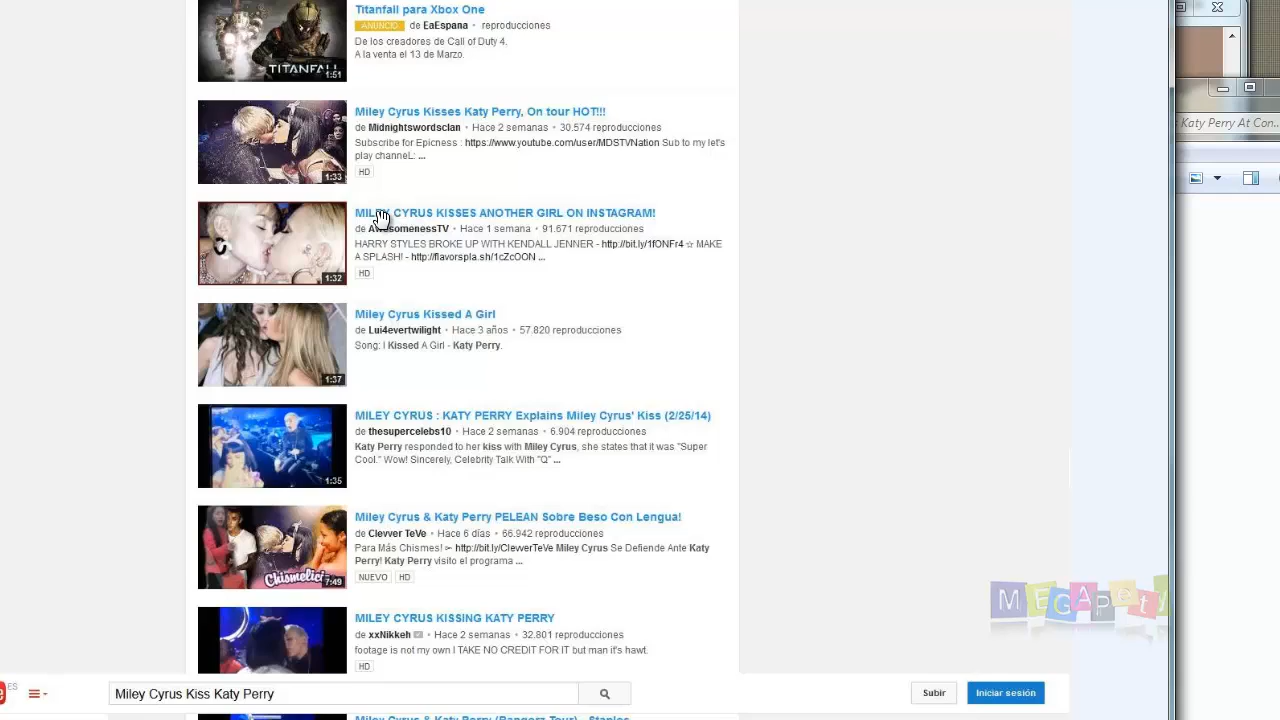 Titanfall para Xbox One
ANUNCIO de EaEspana • reproducciones
De los creadores de Call of Duty 4.
A la venta el 13 de Marzo.
TITANFALL
1:51
Miley Cyrus Kisses Katy Perry, On tour HOT!!!
de Midnightswordsclan • Hace 2 semanas • 30.574 reproducciones
Subscribe for Epicness : https://www.youtube.com/user/MDSTVNation Sub to my let's
play channeL: ...
HD
1:33
s Katy Perry At Con...
MILEY CYRUS KISSES ANOTHER GIRL ON INSTAGRAM!
de AwesomenessTV • Hace 1 semana • 91.671 reproducciones
HARRY STYLES BROKE UP WITH KENDALL JENNER - http://bit.ly/1fONFr4 ☆ MAKE
A SPLASH! - http://flavorspla.sh/1cZcOON ...
HD
1:32
Miley Cyrus Kissed A Girl
de Lui4evertwilight • Hace 3 años • 57.820 reproducciones
Song: I Kissed A Girl - Katy Perry.
1:37
MILEY CYRUS : KATY PERRY Explains Miley Cyrus' Kiss (2/25/14)
de thesupercelebs10 • Hace 2 semanas • 6.904 reproducciones
Katy Perry responded to her kiss with Miley Cyrus, she states that it was "Super
Cool." Wow! Sincerely, Celebrity Talk With "Q" ...
1:35
Miley Cyrus & Katy Perry PELEAN Sobre Beso Con Lengua!
de Clevver TeVe • Hace 6 días • 66.942 reproducciones
Para Más Chismes! ➢ http://bit.ly/ClevverTeVe Miley Cyrus Se Defiende Ante Katy
Perry! Katy Perry visito el programa ...
NUEVO HD
7:49
MILEY CYRUS KISSING KATY PERRY
de xxNikkeh • Hace 2 semanas • 32.801 reproducciones
footage is not my own I TAKE NO CREDIT FOR IT but man it's hawt.
HD
ES
Miley Cyrus Kiss Katy Perry
Subir
Iniciar sesión
Miley Cyrus & Katy Perry (Bangerz Tour) - Staples